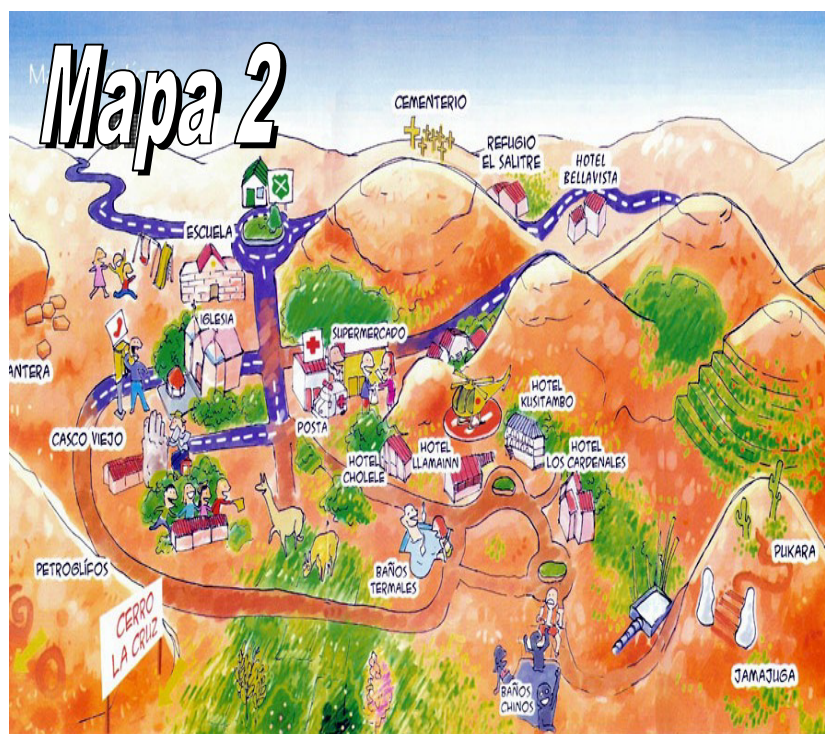 Mapa 2
CEMENTERIO
REFUGIO
EL SALITRE
HOTEL
BELLAVISTA
ESCUELA
IGLESIA
SUPERMERCADO
ANTERA
HOTEL
KUSITAMBO
POSTA
CASCO VIEJO
HOTEL
CHOLELE
HOTEL
LLAMAINN
HOTEL
LOS CARDENALES
PUKARA
PETROGLÍFOS
BAÑOS
TERMALES
CERRO
LA CRUZ
JAMAJUGA
BAÑOS
CHINOS